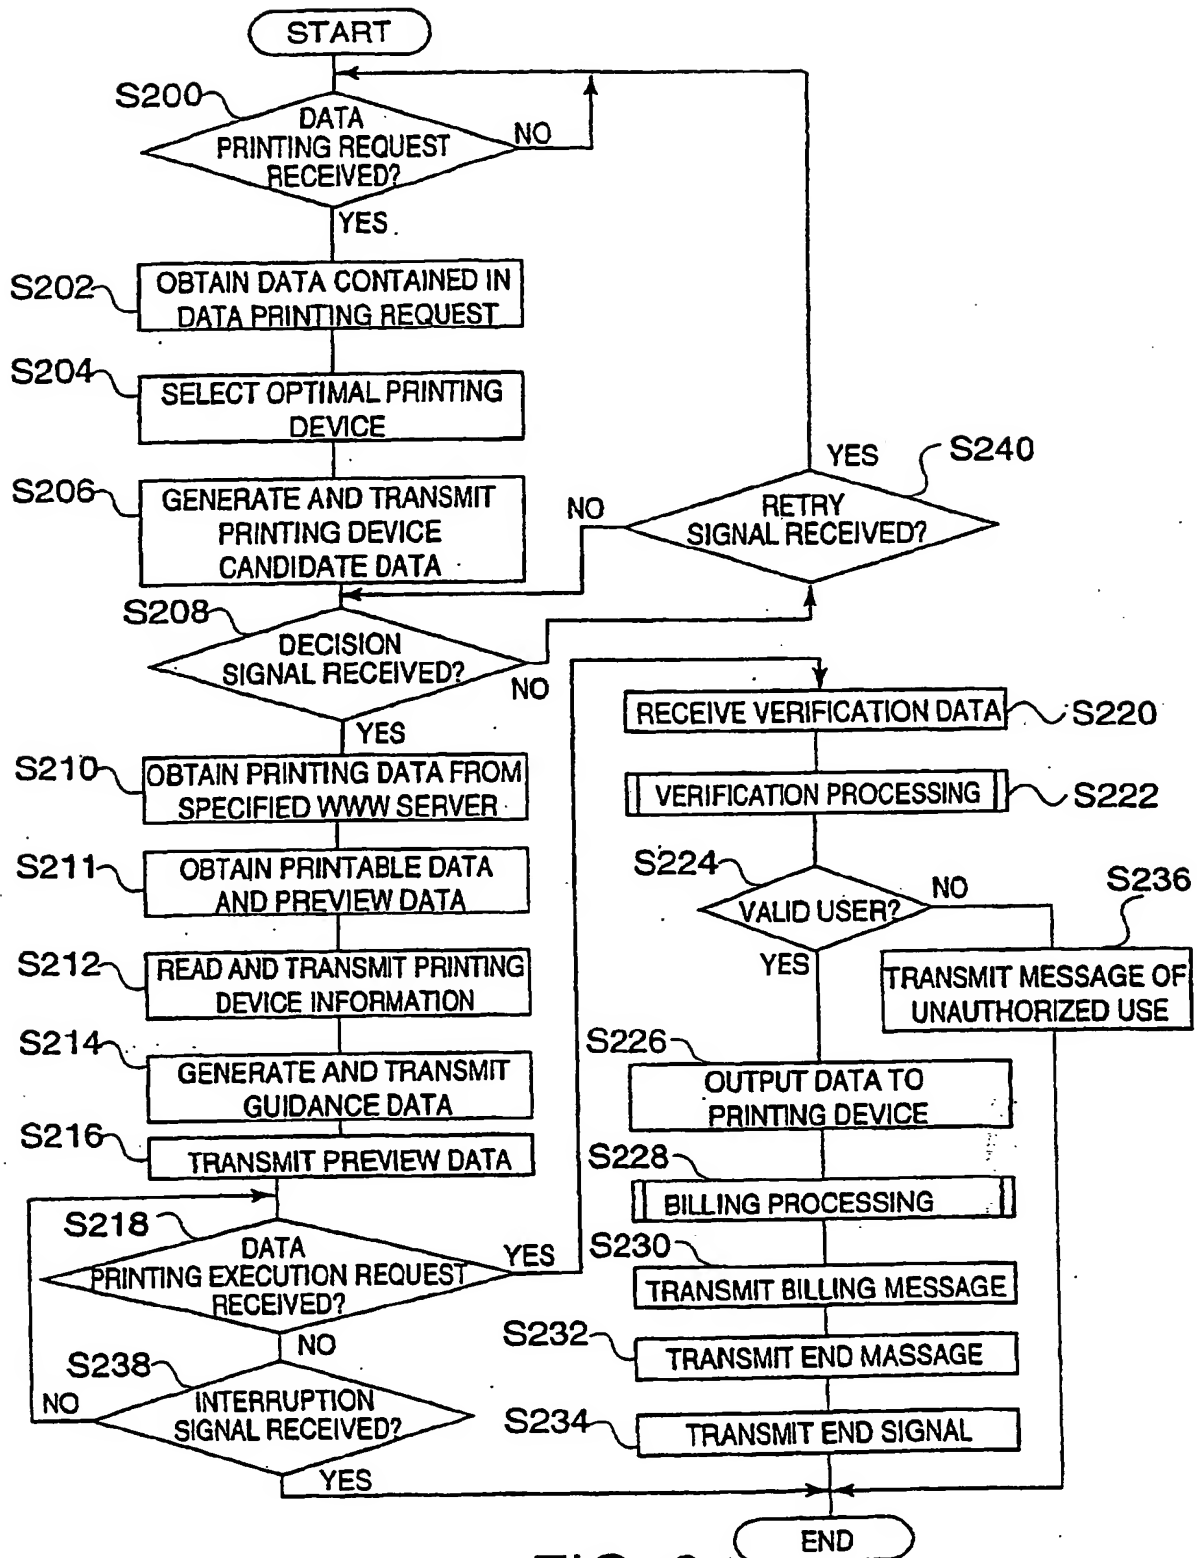 START
S200
DATA
PRINTING REQUEST
RECEIVED?
NO
YES
S202
OBTAIN DATA CONTAINED IN
DATA PRINTING REQUEST
S204
SELECT OPTIMAL PRINTING
DEVICE
S206
GENERATE AND TRANSMIT
PRINTING DEVICE
CANDIDATE DATA
YES
S240
RETRY
SIGNAL RECEIVED?
NO
S208
DECISION
SIGNAL RECEIVED?
NO
YES
S210
OBTAIN PRINTING DATA FROM
SPECIFIED WWW SERVER
S211
OBTAIN PRINTABLE DATA
AND PREVIEW DATA
S212
READ AND TRANSMIT PRINTING
DEVICE INFORMATION
S214
GENERATE AND TRANSMIT
GUIDANCE DATA
S216
TRANSMIT PREVIEW DATA
S218
DATA
PRINTING EXECUTION REQUEST
RECEIVED?
YES
NO
S238
INTERRUPTION
SIGNAL RECEIVED?
NO
YES
RECEIVE VERIFICATION DATA
S220
VERIFICATION PROCESSING
S222
S224
VALID USER?
NO
YES
S236
TRANSMIT MESSAGE OF
UNAUTHORIZED USE
S226
OUTPUT DATA TO
PRINTING DEVICE
S228
BILLING PROCESSING
S230
TRANSMIT BILLING MESSAGE
S232
TRANSMIT END MASSAGE
S234
TRANSMIT END SIGNAL
END